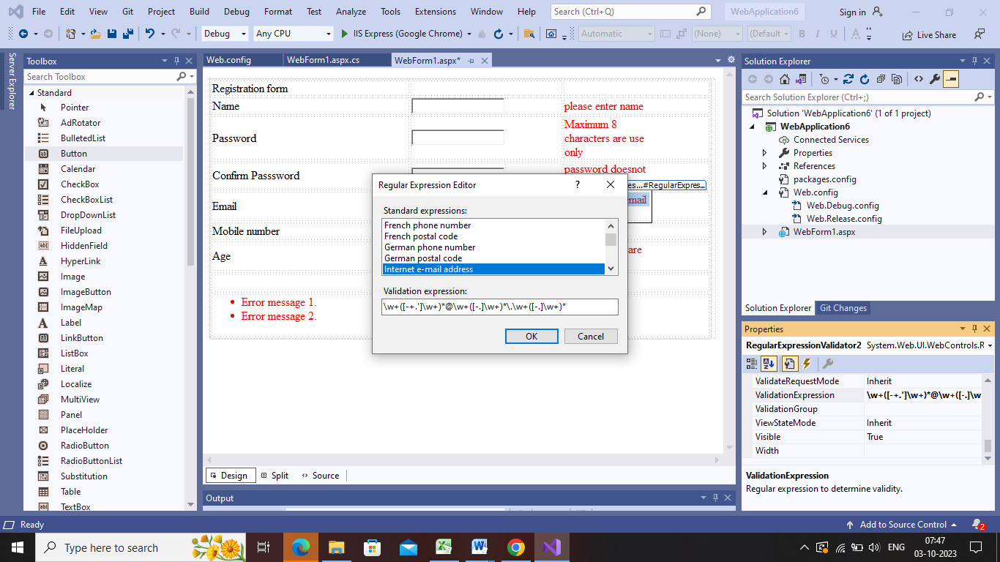 File Edit View Git Project Build Debug Format Test Analyze Tools Extensions Window Help Search (Ctrl+Q) WebApplication6 Sign in
Debug Any CPU IIS Express (Google Chrome) Automatic (None) (Default Live Share
Server Explorer
Toolbox
Search Toolbox
Standard
Pointer
AdRotator
BulletedList
Button
Calendar
CheckBox
CheckBoxList
DropDownList
FileUpload
HiddenField
HyperLink
Image
ImageButton
ImageMap
Label
LinkButton
ListBox
Literal
Localize
MultiView
Panel
PlaceHolder
RadioButton
RadioButtonList
Substitution
Table
TextBox
Web.config WebForm1.aspx.cs WebForm1.aspx*
Registration form
Name please enter name
Password Maximum 8
characters are use
only
Confirm Passsword password doesnot
es...#RegularExpres...
Email email
Mobile number
Age are
Error message 1.
Error message 2.
Regular Expression Editor ?
Standard expressions:
French phone number
French postal code
German phone number
German postal code
Internet e-mail address
Validation expression:
\w+([-+.']\w+)*@\w+([-.]\w+)*\.\w+([-.]\w+)*
OK Cancel
Design Split Source
Output
Solution Explorer
Search Solution Explorer (Ctrl+;)
Solution 'WebApplication6' (1 of 1 project)
WebApplication6
Connected Services
Properties
References
packages.config
Web.config
Web.Debug.config
Web.Release.config
WebForm1.aspx
Solution Explorer Git Changes
Properties
RegularExpressionValidator2 System.Web.UI.WebControls.R
ValidateRequestMode Inherit
ValidationExpression \w+([-+.']\w+)*@\w+([-.]\w
ValidationGroup
ViewStateMode Inherit
Visible True
Width
ValidationExpression
Regular expression to determine validity.
Ready Add to Source Control 2
Type here to search ENG 07:47
03-10-2023